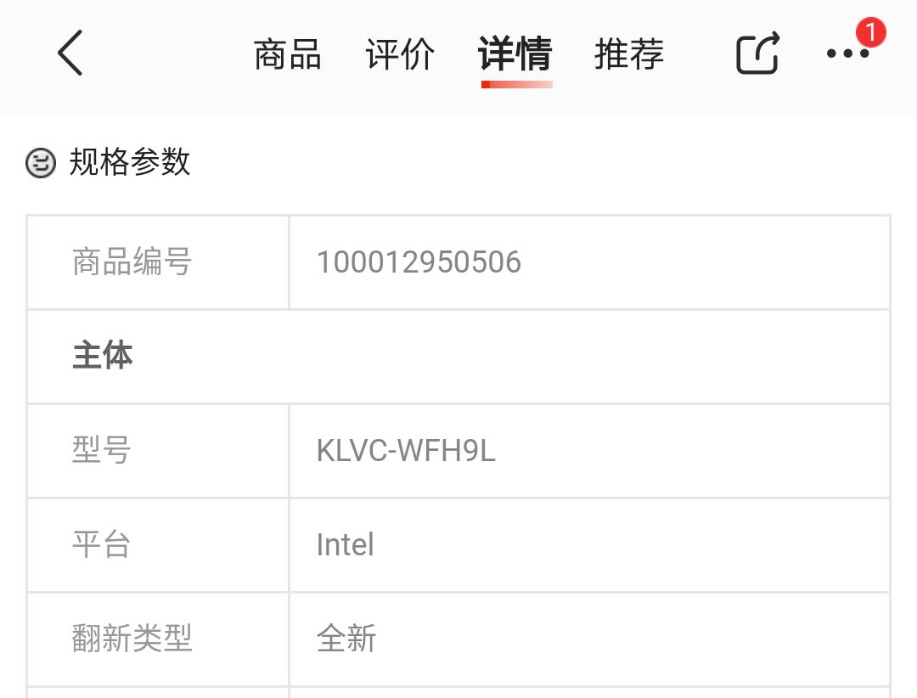 商品 评价 详情 推荐 1
规格参数
商品编号 100012950506
主体
型号 KLVC-WFH9L
平台 Intel
翻新类型 全新